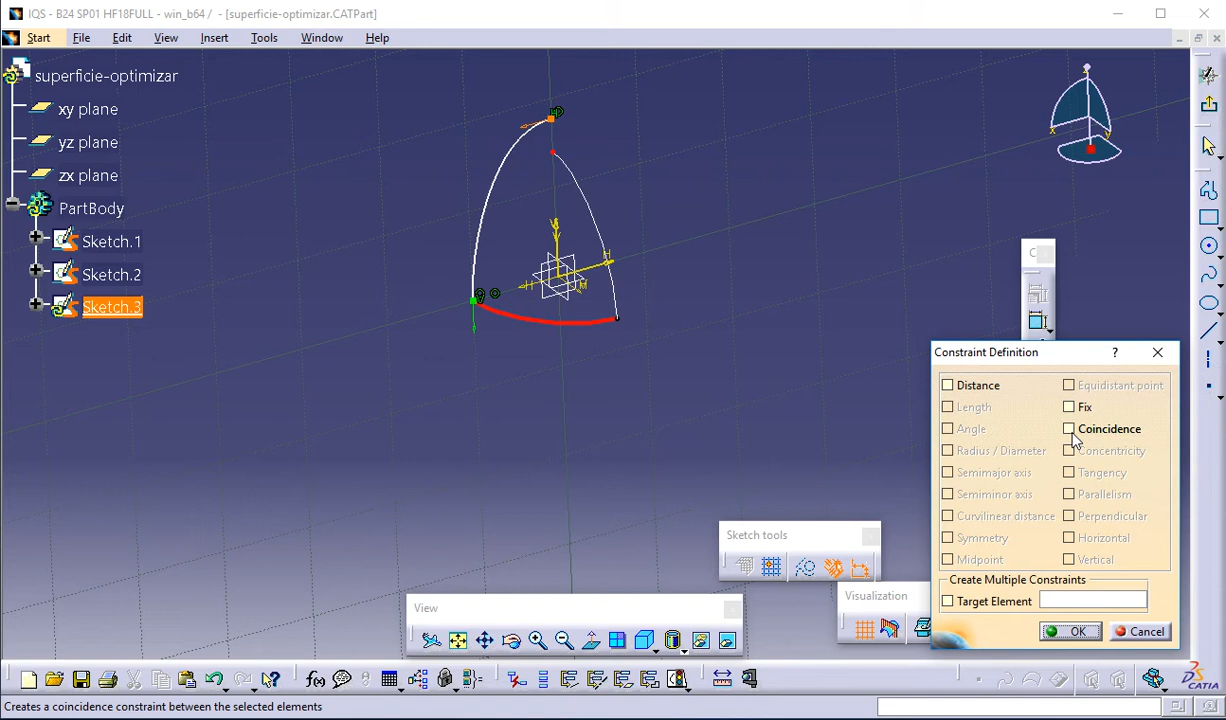 IQS - B24 SP01 HF18FULL - win_b64 / - [superficie-optimizar.CATPart]
Start File Edit View Insert Tools Window Help
superficie-optimizar
xy plane
yz plane
zx plane
PartBody
Sketch.1
Sketch.2
Sketch.3
Constraint Definition ?
Distance
Length
Angle
Radius / Diameter
Semimajor axis
Semiminor axis
Curvilinear distance
Symmetry
Midpoint
Equidistant point
Fix
Coincidence
Concentricity
Tangency
Parallelism
Perpendicular
Horizontal
Vertical
Create Multiple Constraints
Target Element
OK Cancel
Sketch tools
Visualization
View
CATIA
Creates a coincidence constraint between the selected elements